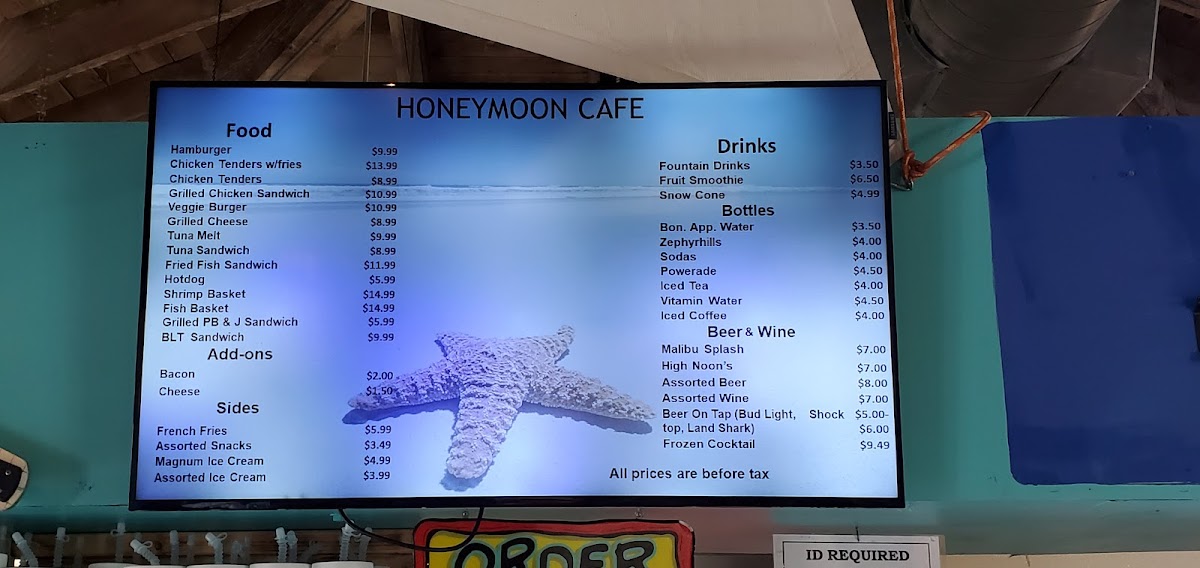 HONEYMOON CAFE
Food
Hamburger $9.99
Chicken Tenders w/fries $13.99
Chicken Tenders $8.99
Grilled Chicken Sandwich $10.99
Veggie Burger $10.99
Grilled Cheese $8.99
Tuna Melt $9.99
Tuna Sandwich $8.99
Fried Fish Sandwich $11.99
Hotdog $5.99
Shrimp Basket $14.99
Fish Basket $14.99
Grilled PB & J Sandwich $5.99
BLT Sandwich $9.99
Add-ons
Bacon $2.00
Cheese $1.50
Sides
French Fries $5.99
Assorted Snacks $3.49
Magnum Ice Cream $4.99
Assorted Ice Cream $3.99
Drinks
Fountain Drinks $3.50
Fruit Smoothie $6.50
Snow Cone $4.99
Bottles
Bon. App. Water $3.50
Zephyrhills $4.00
Sodas $4.00
Powerade $4.50
Iced Tea $4.00
Vitamin Water $4.50
Iced Coffee $4.00
Beer & Wine
Malibu Splash $7.00
High Noon's $7.00
Assorted Beer $8.00
Assorted Wine $7.00
Beer On Tap (Bud Light, Shock $5.00-
top, Land Shark) $6.00
Frozen Cocktail $9.49
All prices are before tax
ORDER
ID REQUIRED